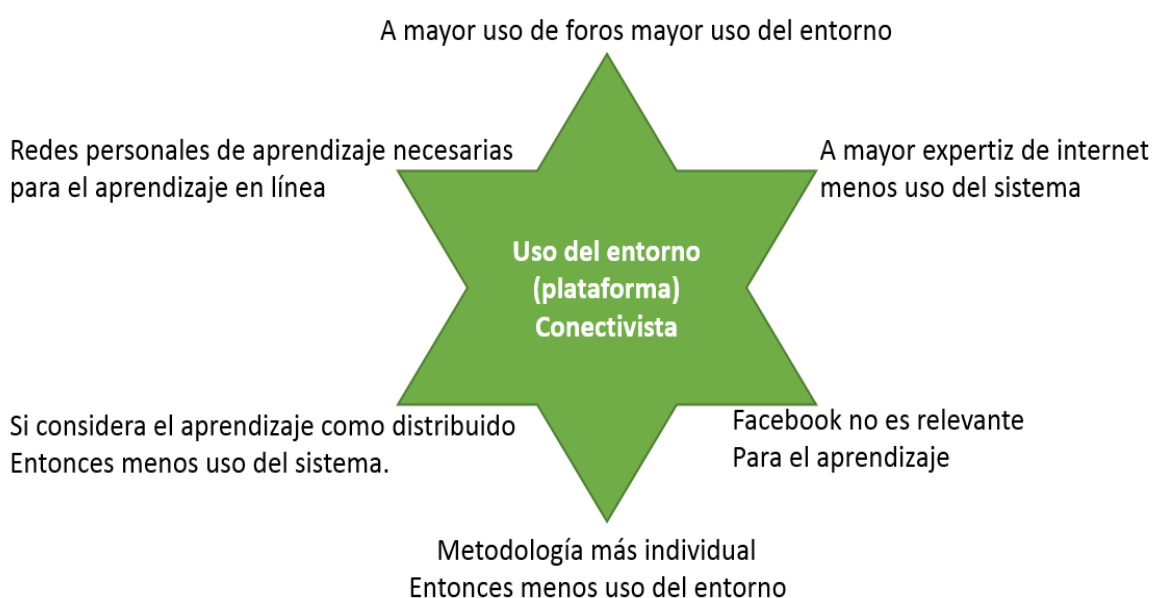 A mayor uso de foros mayor uso del entorno
Redes personales de aprendizaje necesarias
para el aprendizaje en línea
A mayor expertiz de internet
menos uso del sistema
Uso del entorno
(plataforma)
Conectivista
Si considera el aprendizaje como distribuido
Entonces menos uso del sistema.
Facebook no es relevante
Para el aprendizaje
Metodología más individual
Entonces menos uso del entorno